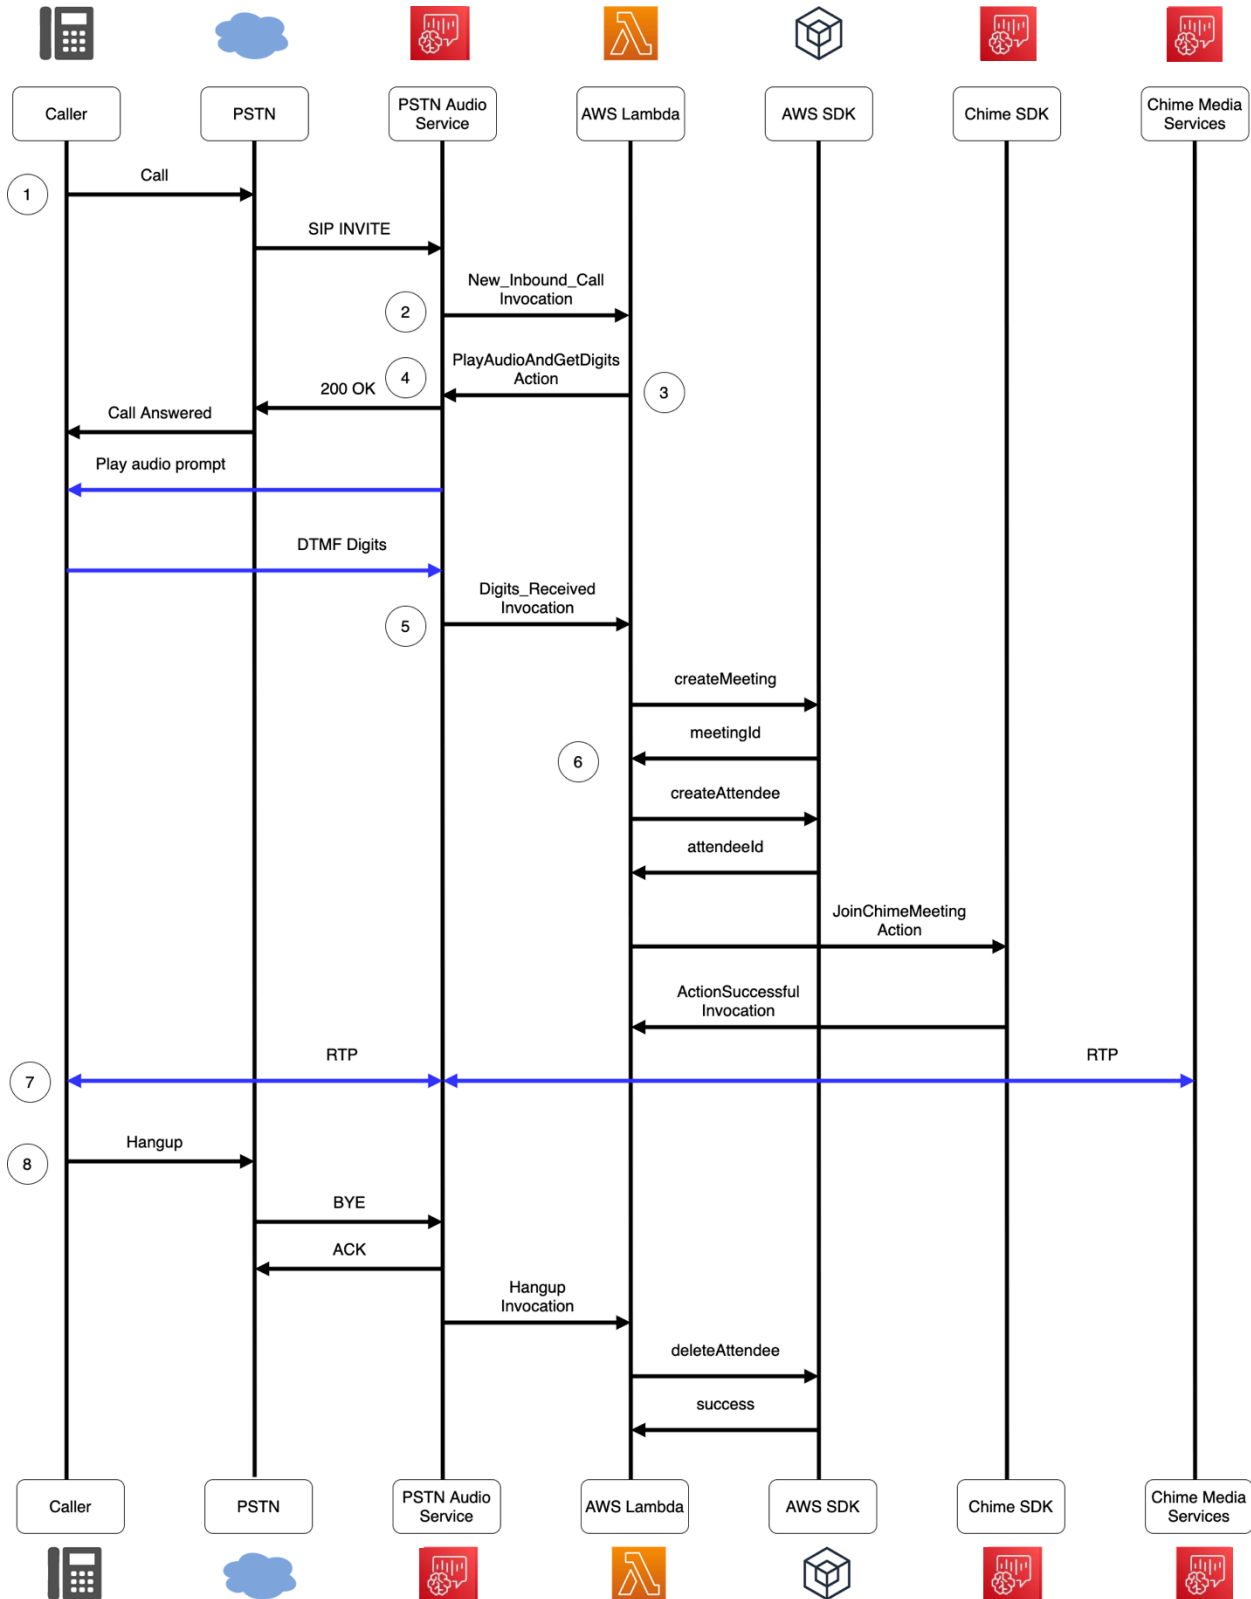 Caller
PSTN
PSTN Audio
Service
AWS Lambda
AWS SDK
Chime SDK
Chime Media
Services
1
Call
SIP INVITE
New_Inbound_Call
Invocation
2
PlayAudioAndGetDigits
Action
3
4
200 OK
Call Answered
Play audio prompt
DTMF Digits
Digits_Received
Invocation
5
createMeeting
meetingId
6
createAttendee
attendeeId
JoinChimeMeeting
Action
ActionSuccessful
Invocation
RTP
RTP
7
Hangup
8
BYE
ACK
Hangup
Invocation
deleteAttendee
success
Caller
PSTN
PSTN Audio
Service
AWS Lambda
AWS SDK
Chime SDK
Chime Media
Services